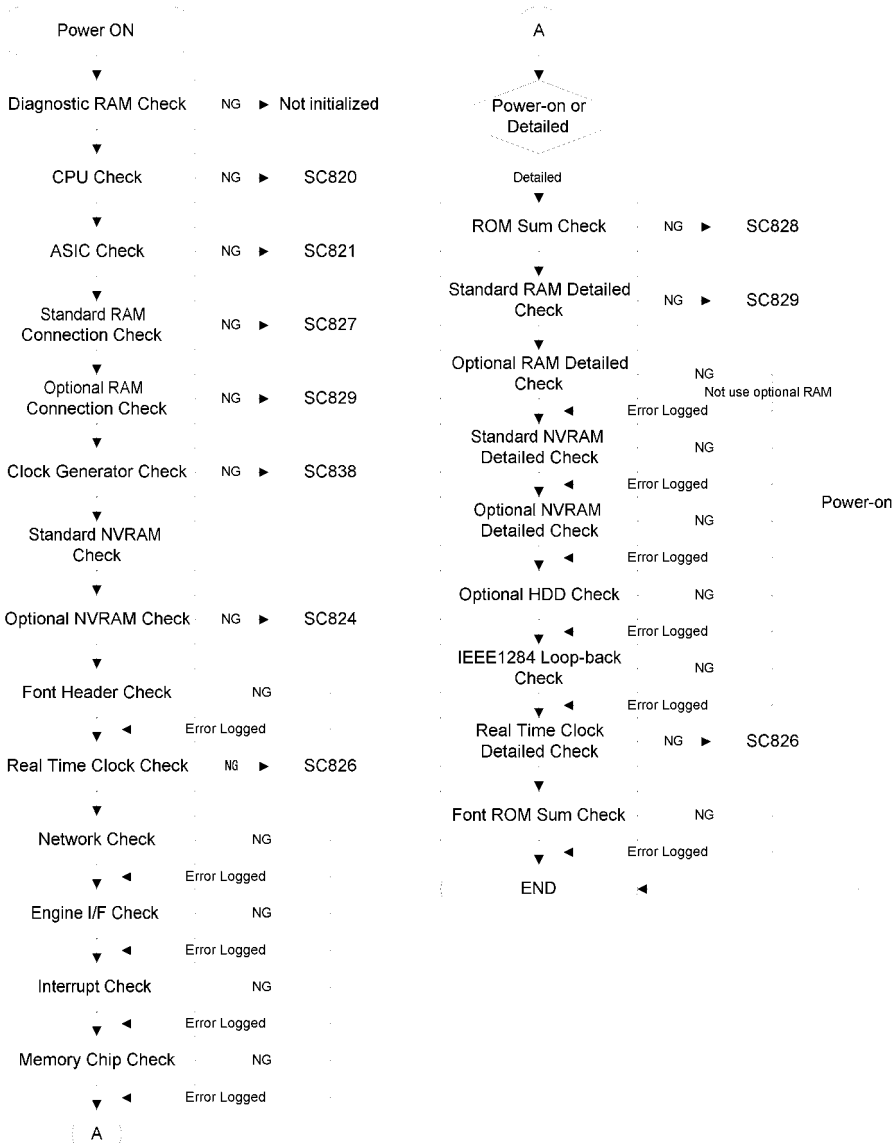 Power ON
Diagnostic RAM Check NG Not initialized
CPU Check NG SC820
ASIC Check NG SC821
Standard RAM
Connection Check NG SC827
Optional RAM
Connection Check NG SC829
Clock Generator Check NG SC838
Standard NVRAM
Check
Optional NVRAM Check NG SC824
Font Header Check NG
Error Logged
Real Time Clock Check NG SC826
Network Check NG
Error Logged
Engine I/F Check NG
Error Logged
Interrupt Check NG
Error Logged
Memory Chip Check NG
Error Logged
A
A
Power-on or
Detailed
Detailed
ROM Sum Check NG SC828
Standard RAM Detailed
Check NG SC829
Optional RAM Detailed
Check NG
Not use optional RAM
Error Logged
Standard NVRAM
Detailed Check NG
Error Logged
Optional NVRAM
Detailed Check NG
Power-on
Error Logged
Optional HDD Check NG
Error Logged
IEEE1284 Loop-back
Check NG
Error Logged
Real Time Clock
Detailed Check NG SC826
Font ROM Sum Check NG
Error Logged
END